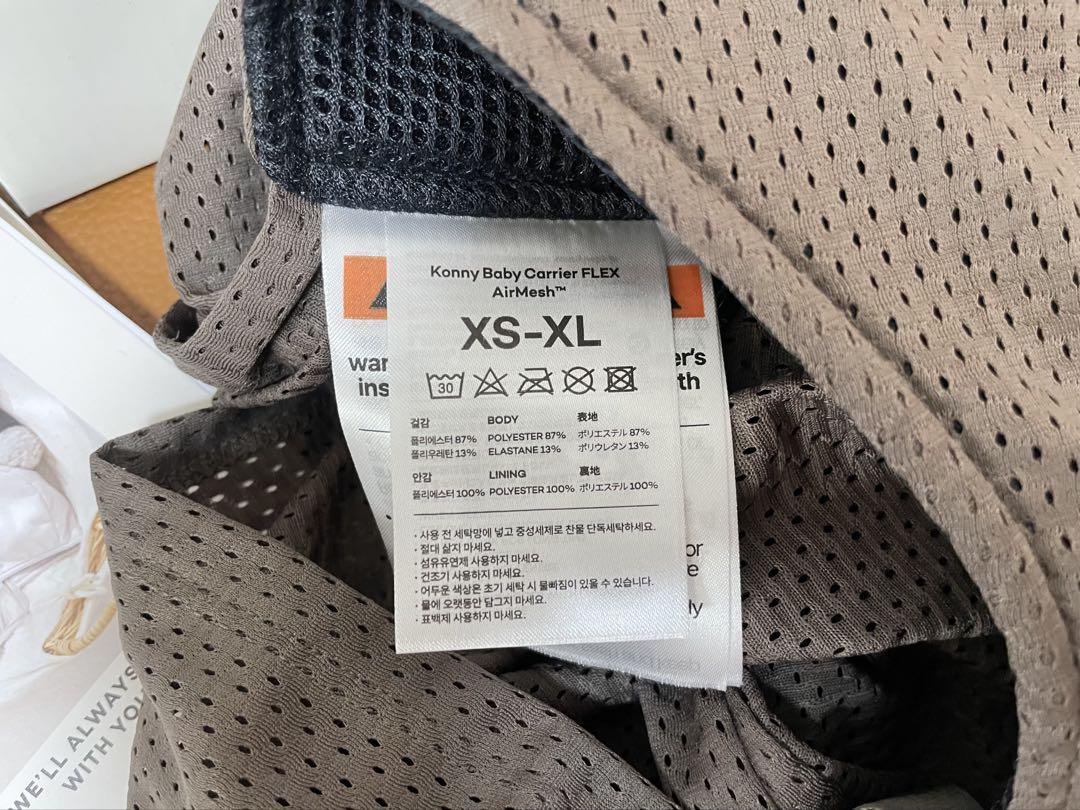 Konny Baby Carrier FLEX
AirMesh™
XS-XL
30
걸감 BODY 表地
폴리에스터 87% POLYESTER 87% ポリエステル 87%
폴리우레탄 13% ELASTANE 13% ポリウレタン 13%
안감 LINING 裏地
폴리에스터 100% POLYESTER 100% ポリエステル 100%
· 사용 전 세탁망에 넣고 중성세제로 찬물 단독세탁하세요.
· 절대 삶지 마세요.
· 섬유유연제 사용하지 마세요.
· 건조기 사용하지 마세요.
· 어두운 색상은 초기 세탁 시 물빠짐이 있을 수 있습니다.
· 물에 오랫동안 담그지 마세요.
· 표백제 사용하지 마세요.
WE'LL ALWAYS
WITH YOU